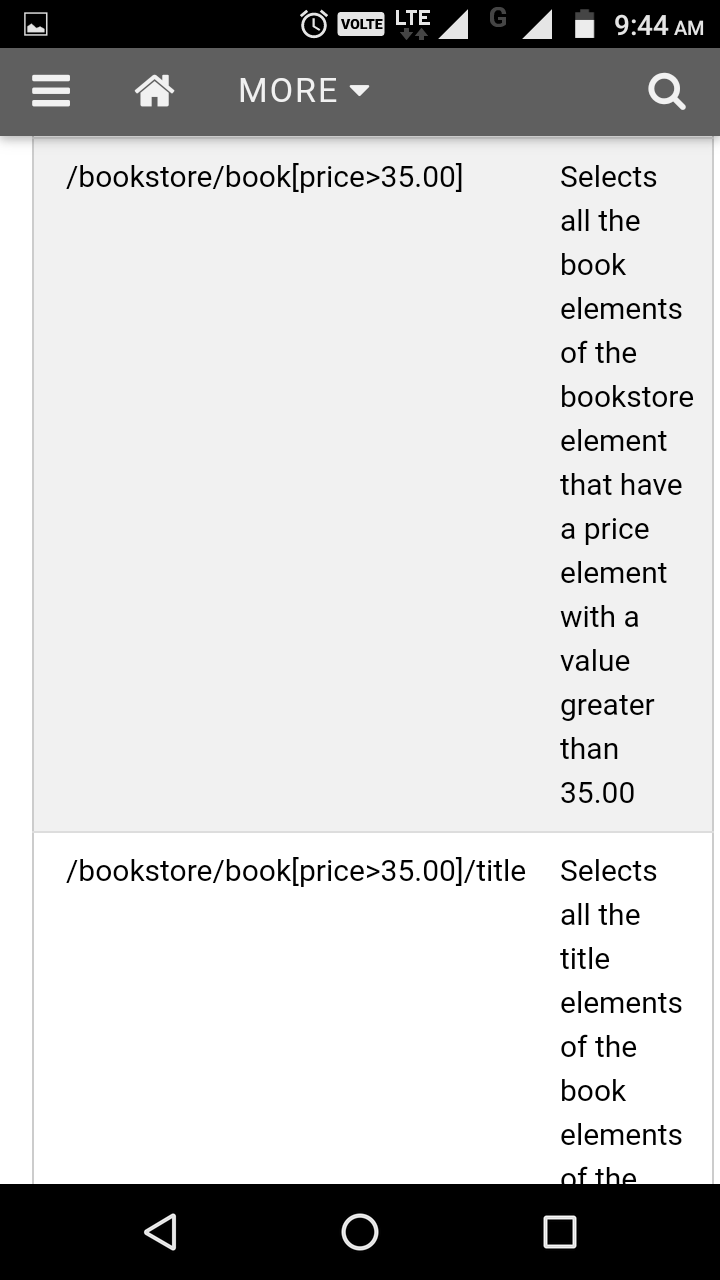 VOLTE LTE G 9:44 AM
MORE
/bookstore/book[price>35.00] Selects
all the
book
elements
of the
bookstore
element
that have
a price
element
with a
value
greater
than
35.00
/bookstore/book[price>35.00]/title Selects
all the
title
elements
of the
book
elements
of the